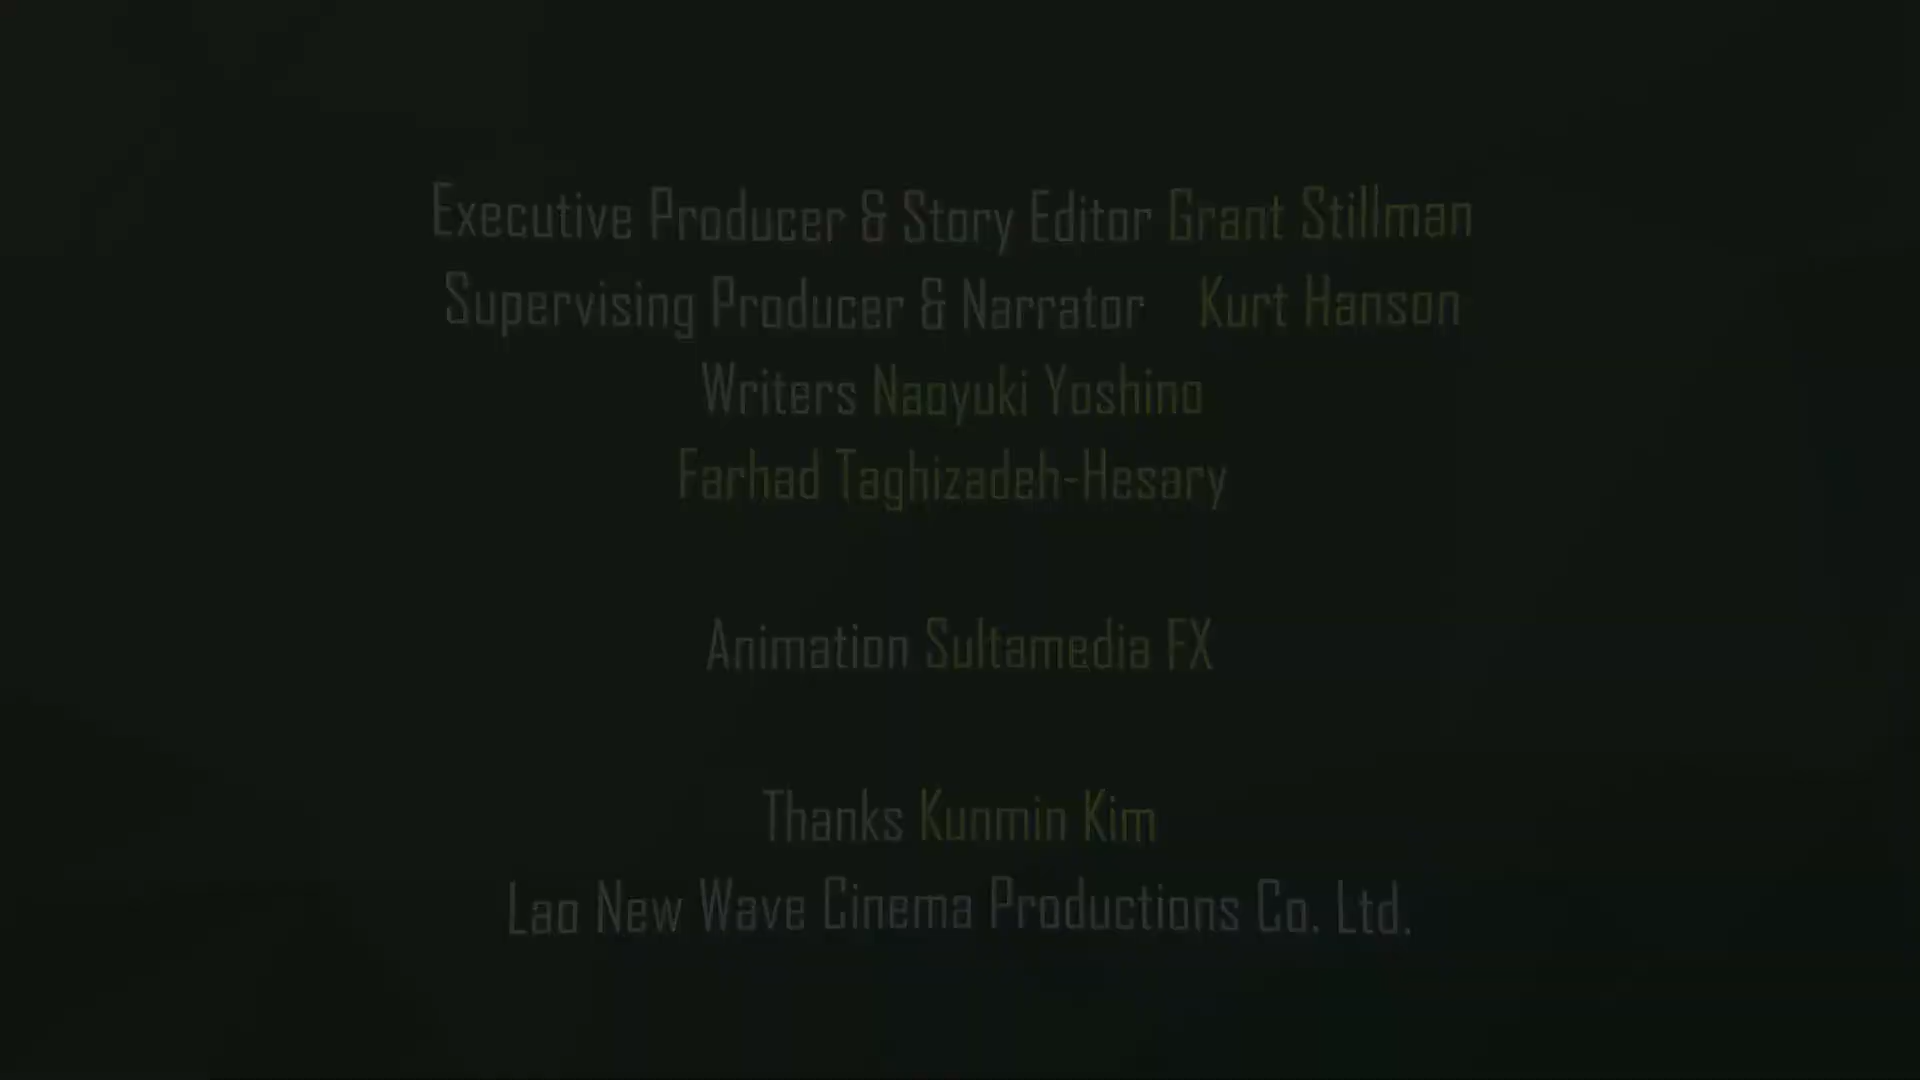 Executive Producer & Story Editor Grant Stillman
Supervising Producer & Narrator Kurt Hanson
Writers Naoyuki Yoshino
Farhad Taghizadeh-Hesary
Animation Sultamedia FX
Thanks Kunmin Kim
Lao New Wave Cinema Productions Co. Ltd.